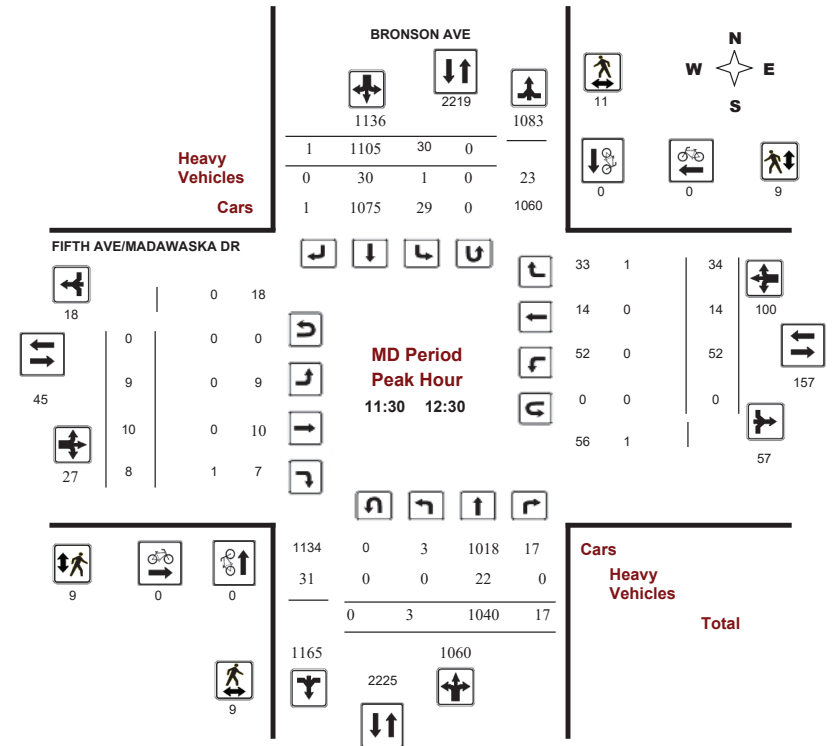 BRONSON AVE
N
W E
S
2219
11
1136 1083
1 1105 30 0
Heavy
Vehicles
0 30 1 0 23
Cars
1 1075 29 0 1060
0 0 9
FIFTH AVE/MADAWASKA DR
18
0 18
33 1 34
100
14 0 14
0 0 0
45
52 0 52
157
9 0 9
MD Period
Peak Hour
11:30 12:30
0 0 0
10 0 10
56 1
57
27
8 1 7
1134 0 3 1018 17
Cars
31 0 0 22 0
Heavy
Vehicles
9 0 0
0 3 1040 17
Total
1165 1060
2225
9